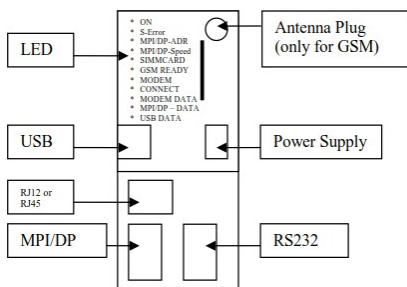 LED
* ON
* S-Error
* MPI/DP-ADR
* MPI/DP-Speed
* SIMMCARD
* GSM READY
* MODEM
* CONNECT
* MODEM DATA
* MPI/DP – DATA
* USB DATA
Antenna Plug
(only for GSM)
USB
Power Supply
RJ12 or
RJ45
MPI/DP
RS232